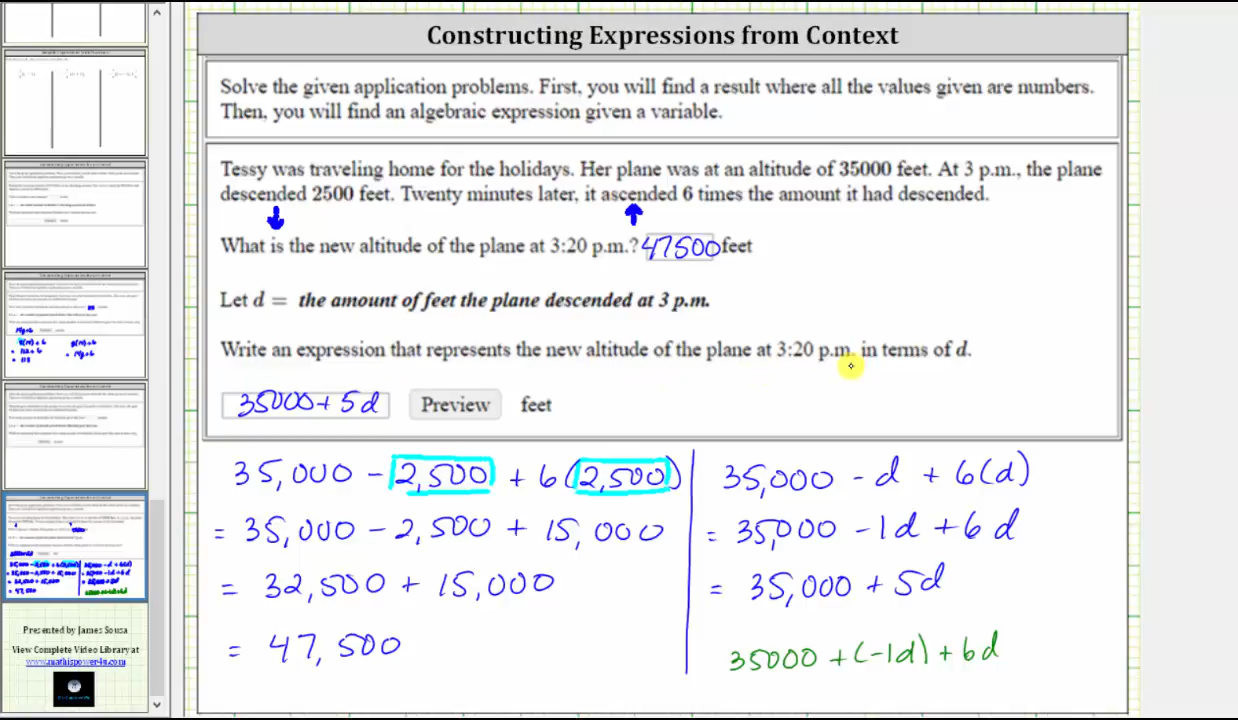 Constructing Expressions from Context
Solve the given application problems. First, you will find a result where all the values given are numbers.
Then, you will find an algebraic expression given a variable.
Tessy was traveling home for the holidays. Her plane was at an altitude of 35000 feet. At 3 p.m., the plane
descended 2500 feet. Twenty minutes later, it ascended 6 times the amount it had descended.
What is the new altitude of the plane at 3:20 p.m.? 47500 feet
Let d = the amount of feet the plane descended at 3 p.m.
Write an expression that represents the new altitude of the plane at 3:20 p.m. in terms of d.
35000 + 5d Preview feet
35,000 - 2,500 + 6(2,500)
= 35,000 - 2,500 + 15,000
= 32,500 + 15,000
= 47,500
35,000 - d + 6(d)
= 35,000 - 1d + 6d
= 35,000 + 5d
35000 + (-1d) + 6d
Presented by James Sousa
View Complete Video Library at
www.mathispower4u.com